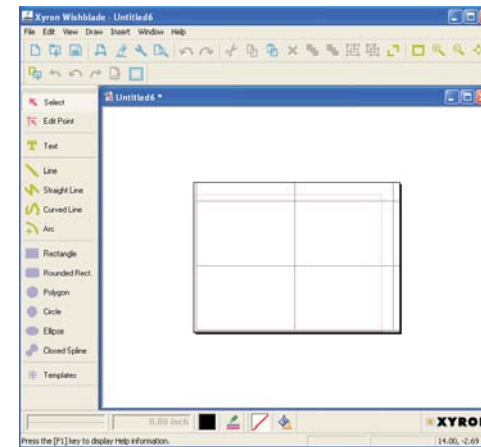 Xyron Wishblade - Untitled6
File Edit View Draw Insert Window Help
Untitled6 *
Select
Edit Point
Text
Line
Straight Line
Curved Line
Arc
Rectangle
Rounded Rect.
Polygon
Circle
Ellipse
Closed Spline
Templates
0.00 inch
XYRO
Press the [F1] key to display Help information.
14.00, -2.69